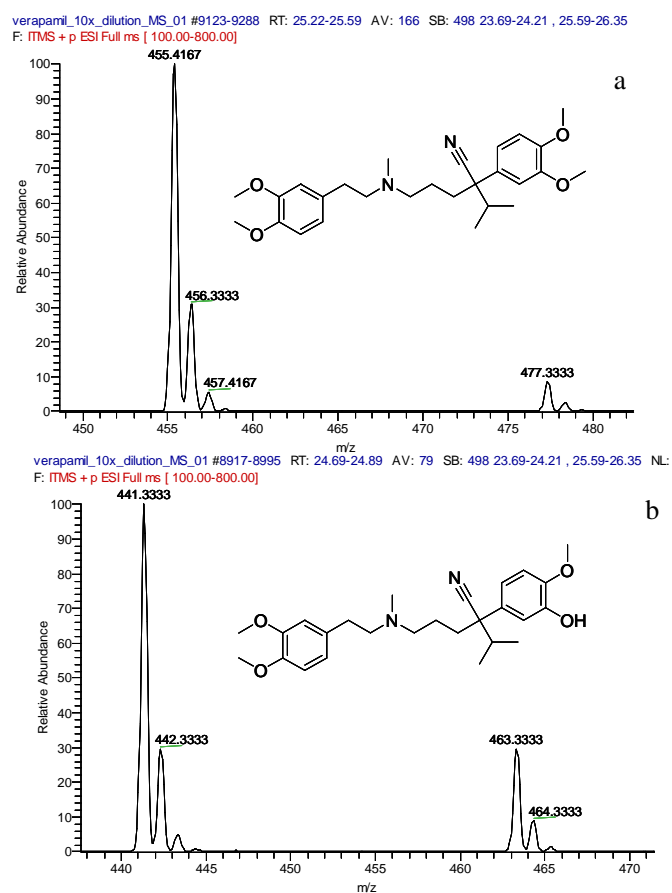 verapamil_10x_dilution_MS_01 #9123-9288 RT: 25.22-25.59 AV: 166 SB: 498 23.69-24.21 , 25.59-26.35
F: ITMS + p ESI Full ms [ 100.00-800.00]
455.4167
a
100
90
80
70
60
50
40
30
20
10
0
Relative Abundance
N
O
O
N
O
O
456.3333
457.4167
477.3333
450
455
460
465
470
475
480
m/z
verapamil_10x_dilution_MS_01 #8917-8995 RT: 24.69-24.89 AV: 79 SB: 498 23.69-24.21 , 25.59-26.35 NL:
F: ITMS + p ESI Full ms [ 100.00-800.00]
441.3333
b
100
90
80
70
60
50
40
30
20
10
0
Relative Abundance
N
O
O
N
OH
O
442.3333
463.3333
464.3333
440
445
450
455
460
465
470
m/z